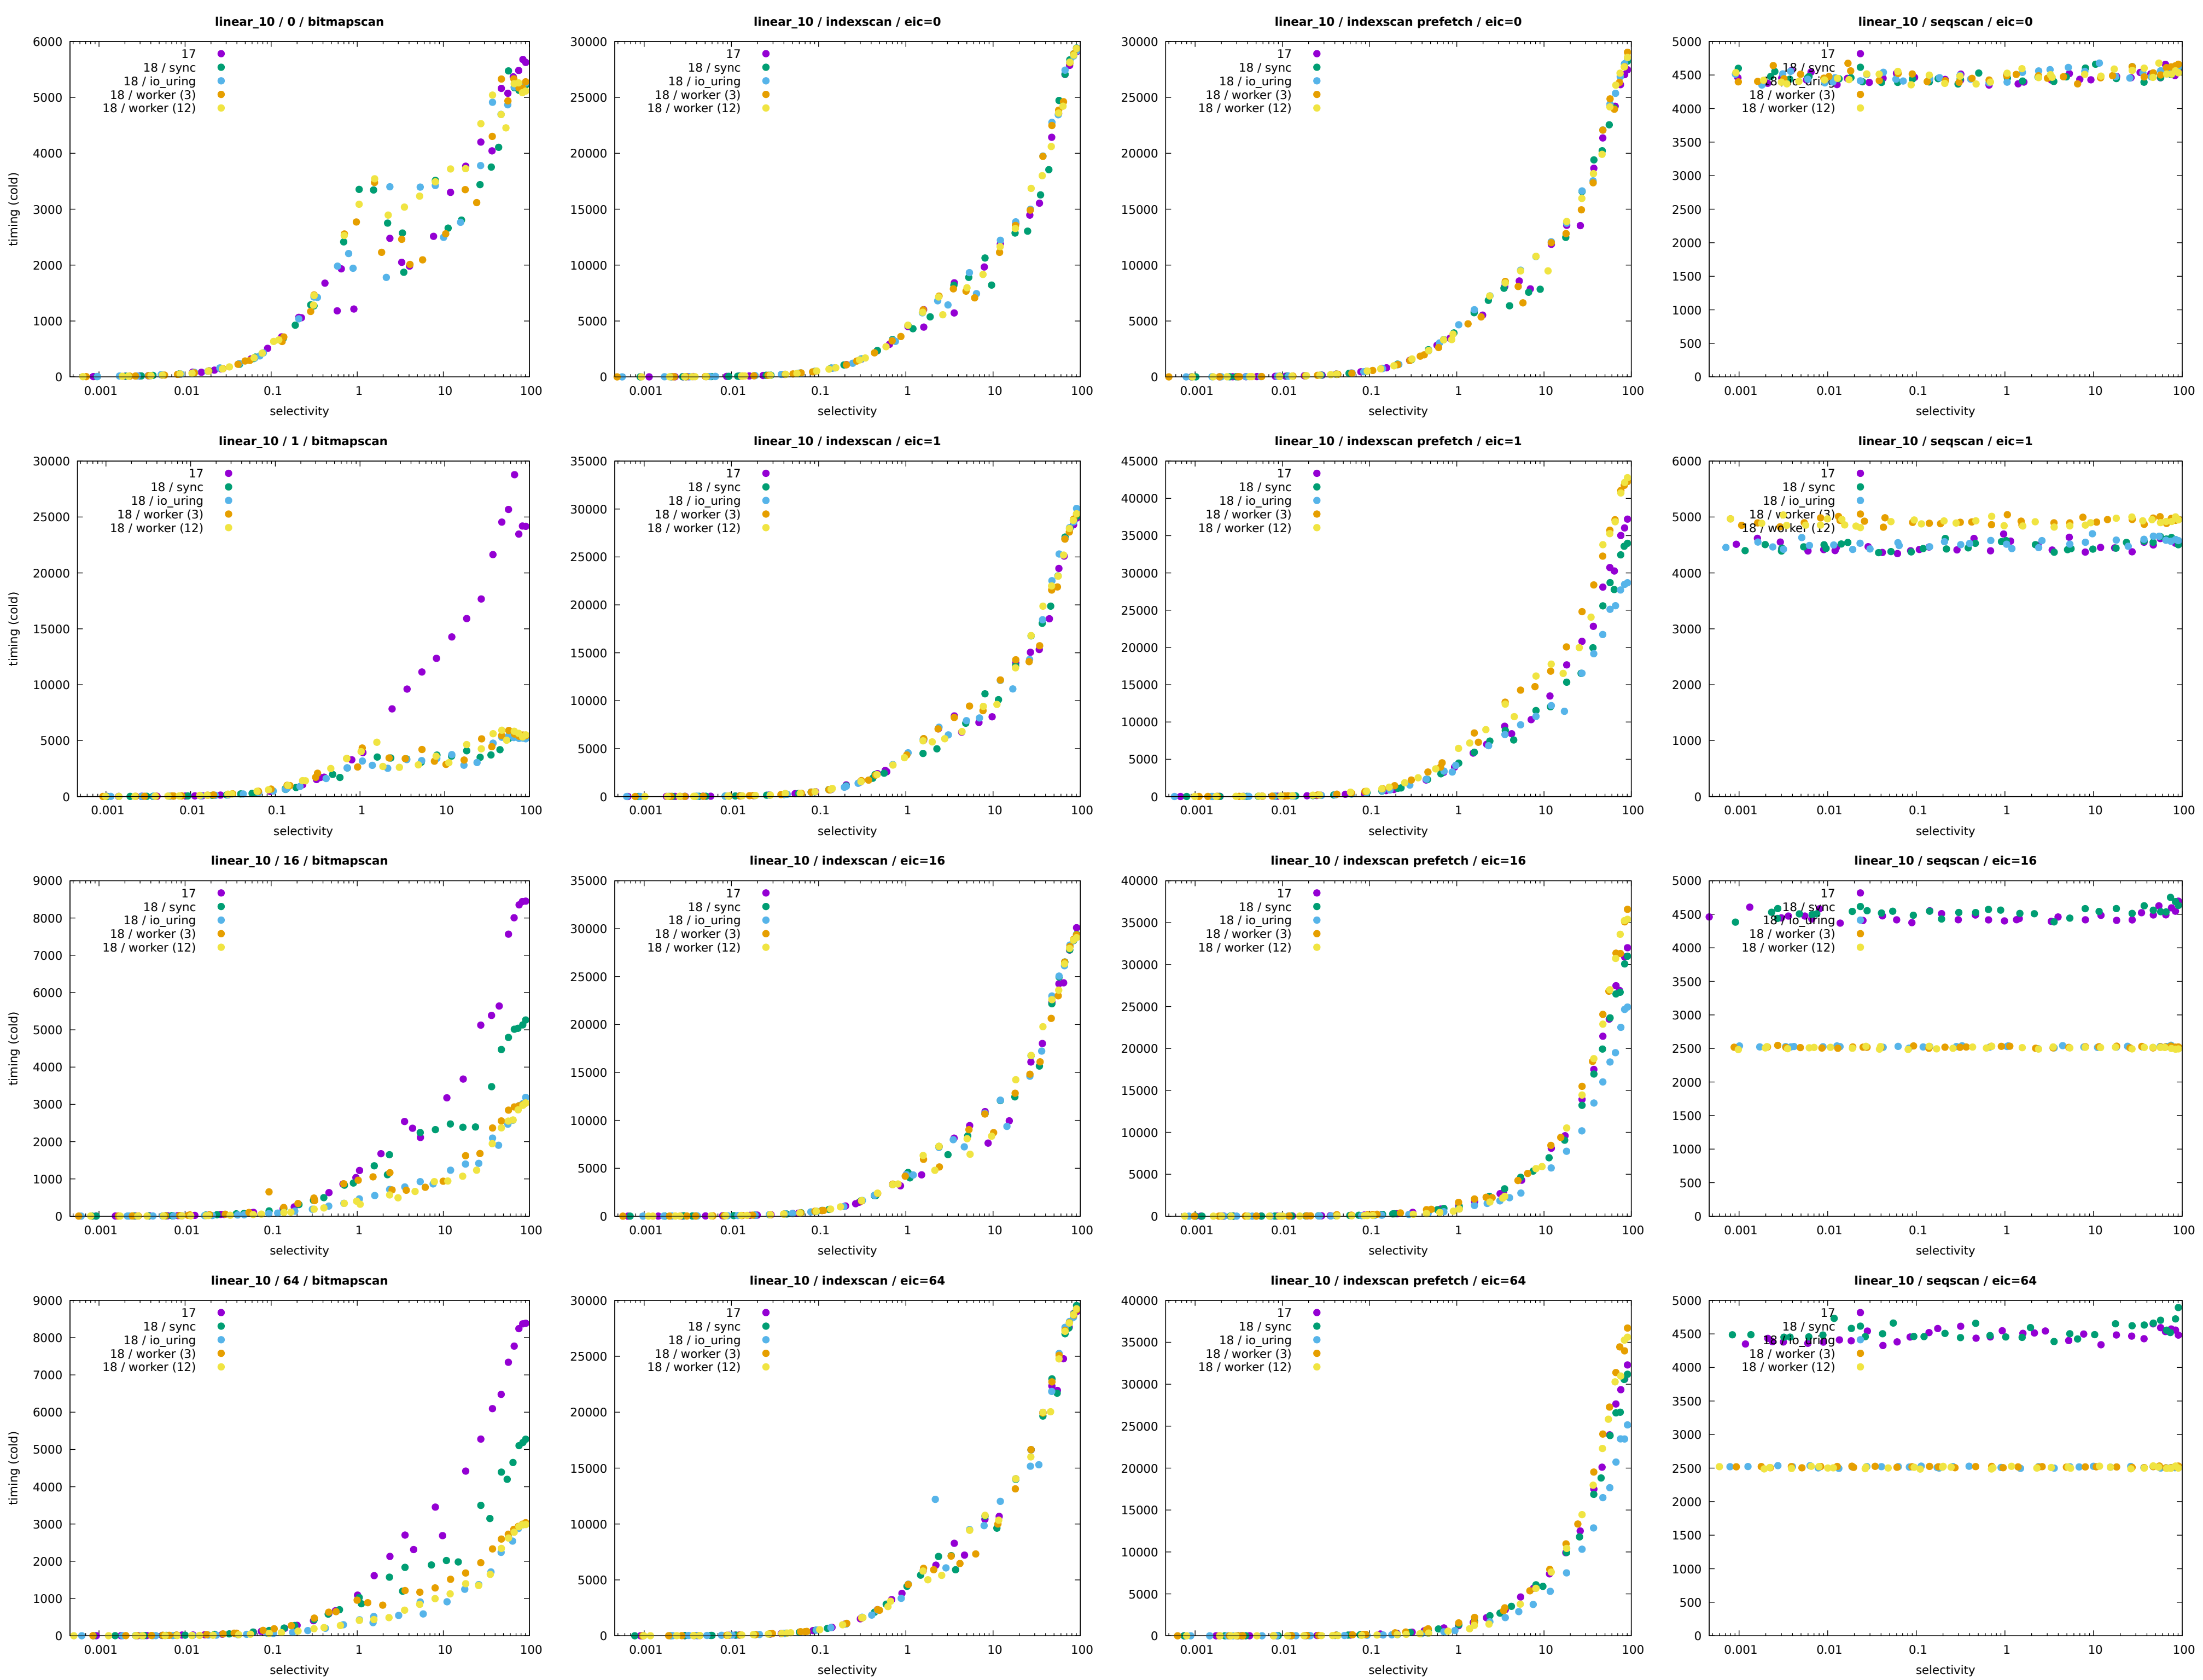 linear_10 / 0 / bitmapscan
timing (cold)
6000
5000
4000
3000
2000
1000
0
17
18 / sync
18 / io_uring
18 / worker (3)
18 / worker (12)
0.001 0.01 0.1 1 10 100
selectivity
linear_10 / indexscan / eic=0
30000
25000
20000
15000
10000
5000
0
17
18 / sync
18 / io_uring
18 / worker (3)
18 / worker (12)
0.001 0.01 0.1 1 10 100
selectivity
linear_10 / indexscan prefetch / eic=0
30000
25000
20000
15000
10000
5000
0
17
18 / sync
18 / io_uring
18 / worker (3)
18 / worker (12)
0.001 0.01 0.1 1 10 100
selectivity
linear_10 / seqscan / eic=0
5000
4500
4000
3500
3000
2500
2000
1500
1000
500
0
17
18 / sync
18 / io_uring
18 / worker (3)
18 / worker (12)
0.001 0.01 0.1 1 10 100
selectivity
linear_10 / 1 / bitmapscan
timing (cold)
30000
25000
20000
15000
10000
5000
0
17
18 / sync
18 / io_uring
18 / worker (3)
18 / worker (12)
0.001 0.01 0.1 1 10 100
selectivity
linear_10 / indexscan / eic=1
35000
30000
25000
20000
15000
10000
5000
0
17
18 / sync
18 / io_uring
18 / worker (3)
18 / worker (12)
0.001 0.01 0.1 1 10 100
selectivity
linear_10 / indexscan prefetch / eic=1
45000
40000
35000
30000
25000
20000
15000
10000
5000
0
17
18 / sync
18 / io_uring
18 / worker (3)
18 / worker (12)
0.001 0.01 0.1 1 10 100
selectivity
linear_10 / seqscan / eic=1
6000
5000
4000
3000
2000
1000
0
17
18 / sync
18 / io_uring
18 / worker (3)
18 / worker (12)
0.001 0.01 0.1 1 10 100
selectivity
linear_10 / 16 / bitmapscan
timing (cold)
9000
8000
7000
6000
5000
4000
3000
2000
1000
0
17
18 / sync
18 / io_uring
18 / worker (3)
18 / worker (12)
0.001 0.01 0.1 1 10 100
selectivity
linear_10 / indexscan / eic=16
35000
30000
25000
20000
15000
10000
5000
0
17
18 / sync
18 / io_uring
18 / worker (3)
18 / worker (12)
0.001 0.01 0.1 1 10 100
selectivity
linear_10 / indexscan prefetch / eic=16
40000
35000
30000
25000
20000
15000
10000
5000
0
17
18 / sync
18 / io_uring
18 / worker (3)
18 / worker (12)
0.001 0.01 0.1 1 10 100
selectivity
linear_10 / seqscan / eic=16
5000
4500
4000
3500
3000
2500
2000
1500
1000
500
0
17
18 / sync
18 / io_uring
18 / worker (3)
18 / worker (12)
0.001 0.01 0.1 1 10 100
selectivity
linear_10 / 64 / bitmapscan
timing (cold)
9000
8000
7000
6000
5000
4000
3000
2000
1000
0
17
18 / sync
18 / io_uring
18 / worker (3)
18 / worker (12)
0.001 0.01 0.1 1 10 100
selectivity
linear_10 / indexscan / eic=64
30000
25000
20000
15000
10000
5000
0
17
18 / sync
18 / io_uring
18 / worker (3)
18 / worker (12)
0.001 0.01 0.1 1 10 100
selectivity
linear_10 / indexscan prefetch / eic=64
40000
35000
30000
25000
20000
15000
10000
5000
0
17
18 / sync
18 / io_uring
18 / worker (3)
18 / worker (12)
0.001 0.01 0.1 1 10 100
selectivity
linear_10 / seqscan / eic=64
5000
4500
4000
3500
3000
2500
2000
1500
1000
500
0
17
18 / sync
18 / io_uring
18 / worker (3)
18 / worker (12)
0.001 0.01 0.1 1 10 100
selectivity